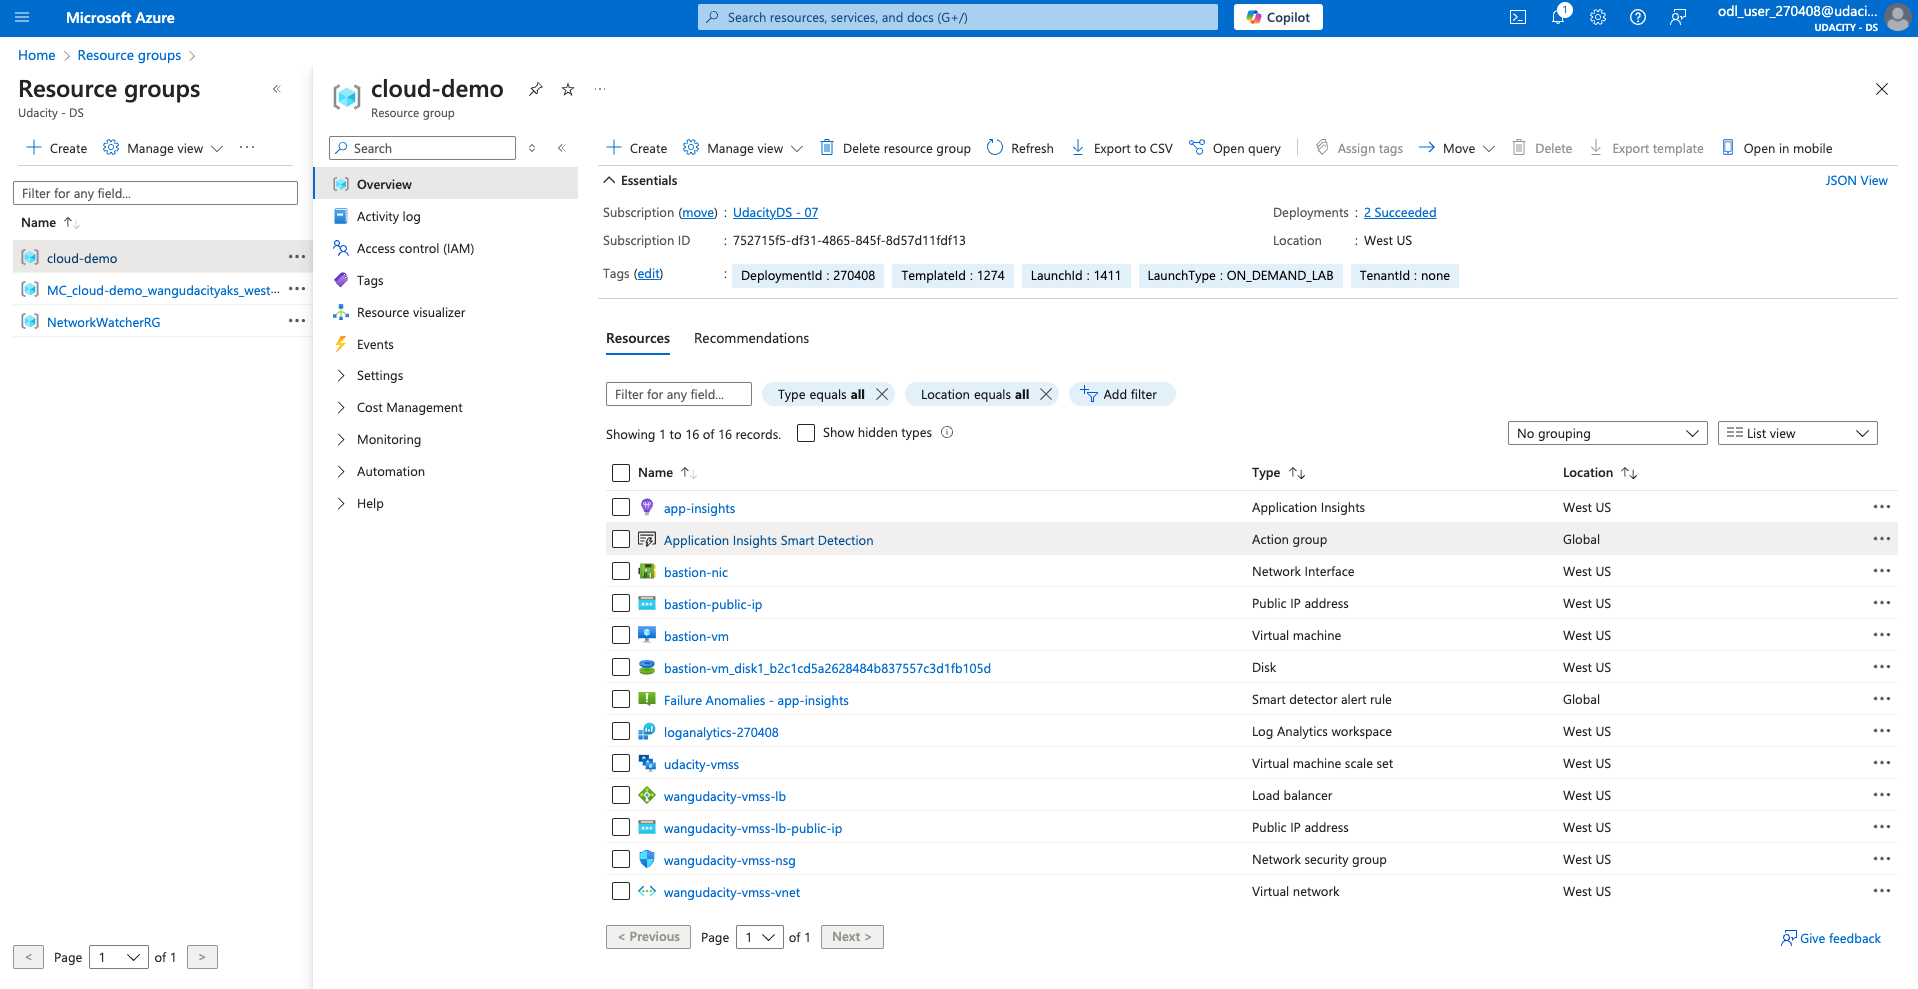 Microsoft Azure
Search resources, services, and docs (G+/)
Copilot
1
odl_user_270408@udaci...
UDACITY - DS
Home > Resource groups >
Resource groups
Udacity - DS
Create
Manage view
Filter for any field...
Name
cloud-demo
MC_cloud-demo_wangudacityaks_west...
NetworkWatcherRG
< Page 1 of 1 >
cloud-demo
Resource group
Search
Overview
Activity log
Access control (IAM)
Tags
Resource visualizer
Events
Settings
Cost Management
Monitoring
Automation
Help
Create Manage view Delete resource group Refresh Export to CSV Open query Assign tags Move Delete Export template Open in mobile
Essentials
JSON View
Subscription (move) : UdacityDS - 07
Deployments : 2 Succeeded
Subscription ID : 752715f5-df31-4865-845f-8d57d11fdf13
Location : West US
Tags (edit) : DeploymentId : 270408 TemplateId : 1274 LaunchId : 1411 LaunchType : ON_DEMAND_LAB TenantId : none
Resources Recommendations
Filter for any field... Type equals all Location equals all Add filter
Showing 1 to 16 of 16 records. Show hidden types
No grouping List view
Name Type Location
app-insights Application Insights West US
Application Insights Smart Detection Action group Global
bastion-nic Network Interface West US
bastion-public-ip Public IP address West US
bastion-vm Virtual machine West US
bastion-vm_disk1_b2c1cd5a2628484b837557c3d1fb105d Disk West US
Failure Anomalies - app-insights Smart detector alert rule Global
loganalytics-270408 Log Analytics workspace West US
udacity-vmss Virtual machine scale set West US
wangudacity-vmss-lb Load balancer West US
wangudacity-vmss-lb-public-ip Public IP address West US
wangudacity-vmss-nsg Network security group West US
wangudacity-vmss-vnet Virtual network West US
< Previous Page 1 of 1 Next >
Give feedback